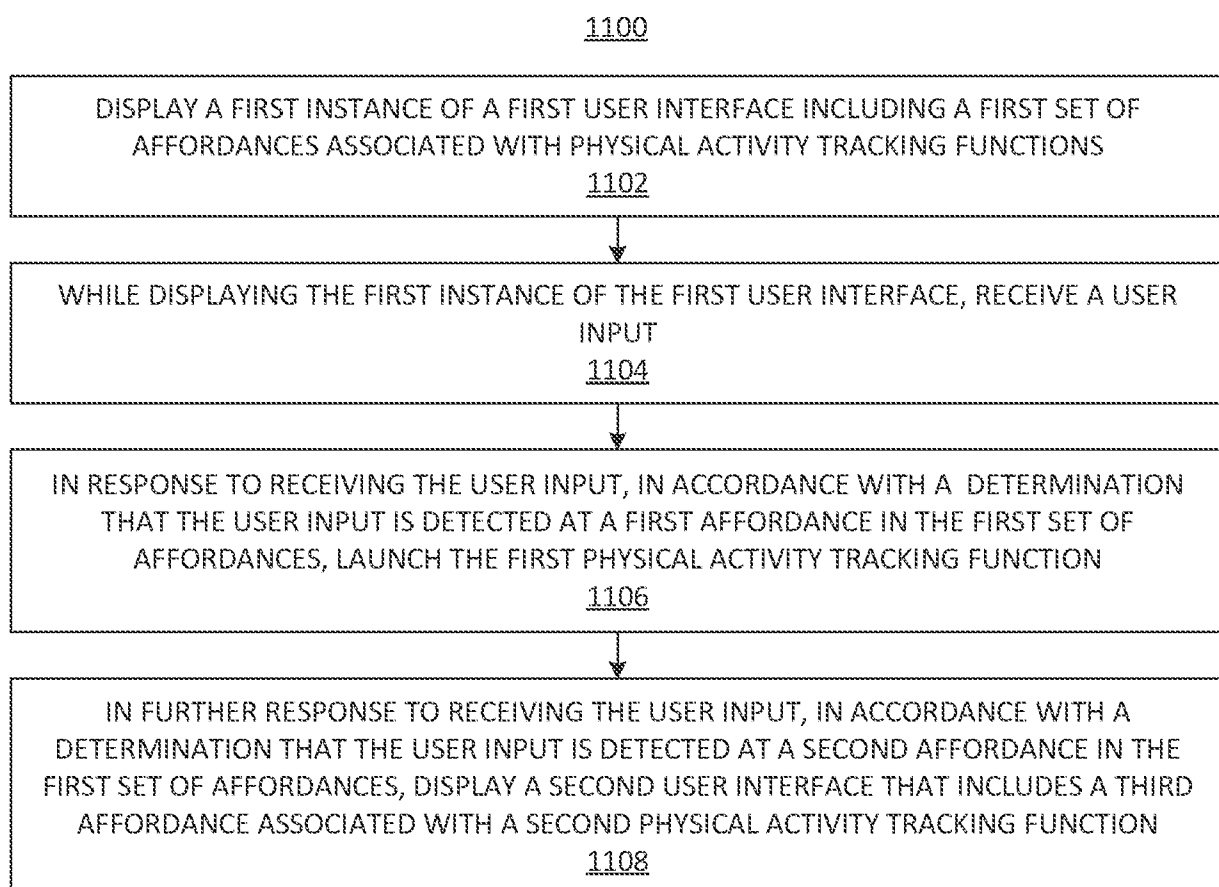 1100
DISPLAY A FIRST INSTANCE OF A FIRST USER INTERFACE INCLUDING A FIRST SET OF
AFFORDANCES ASSOCIATED WITH PHYSICAL ACTIVITY TRACKING FUNCTIONS
1102
WHILE DISPLAYING THE FIRST INSTANCE OF THE FIRST USER INTERFACE, RECEIVE A USER
INPUT
1104
IN RESPONSE TO RECEIVING THE USER INPUT, IN ACCORDANCE WITH A DETERMINATION
THAT THE USER INPUT IS DETECTED AT A FIRST AFFORDANCE IN THE FIRST SET OF
AFFORDANCES, LAUNCH THE FIRST PHYSICAL ACTIVITY TRACKING FUNCTION
1106
IN FURTHER RESPONSE TO RECEIVING THE USER INPUT, IN ACCORDANCE WITH A
DETERMINATION THAT THE USER INPUT IS DETECTED AT A SECOND AFFORDANCE IN THE
FIRST SET OF AFFORDANCES, DISPLAY A SECOND USER INTERFACE THAT INCLUDES A THIRD
AFFORDANCE ASSOCIATED WITH A SECOND PHYSICAL ACTIVITY TRACKING FUNCTION
1108